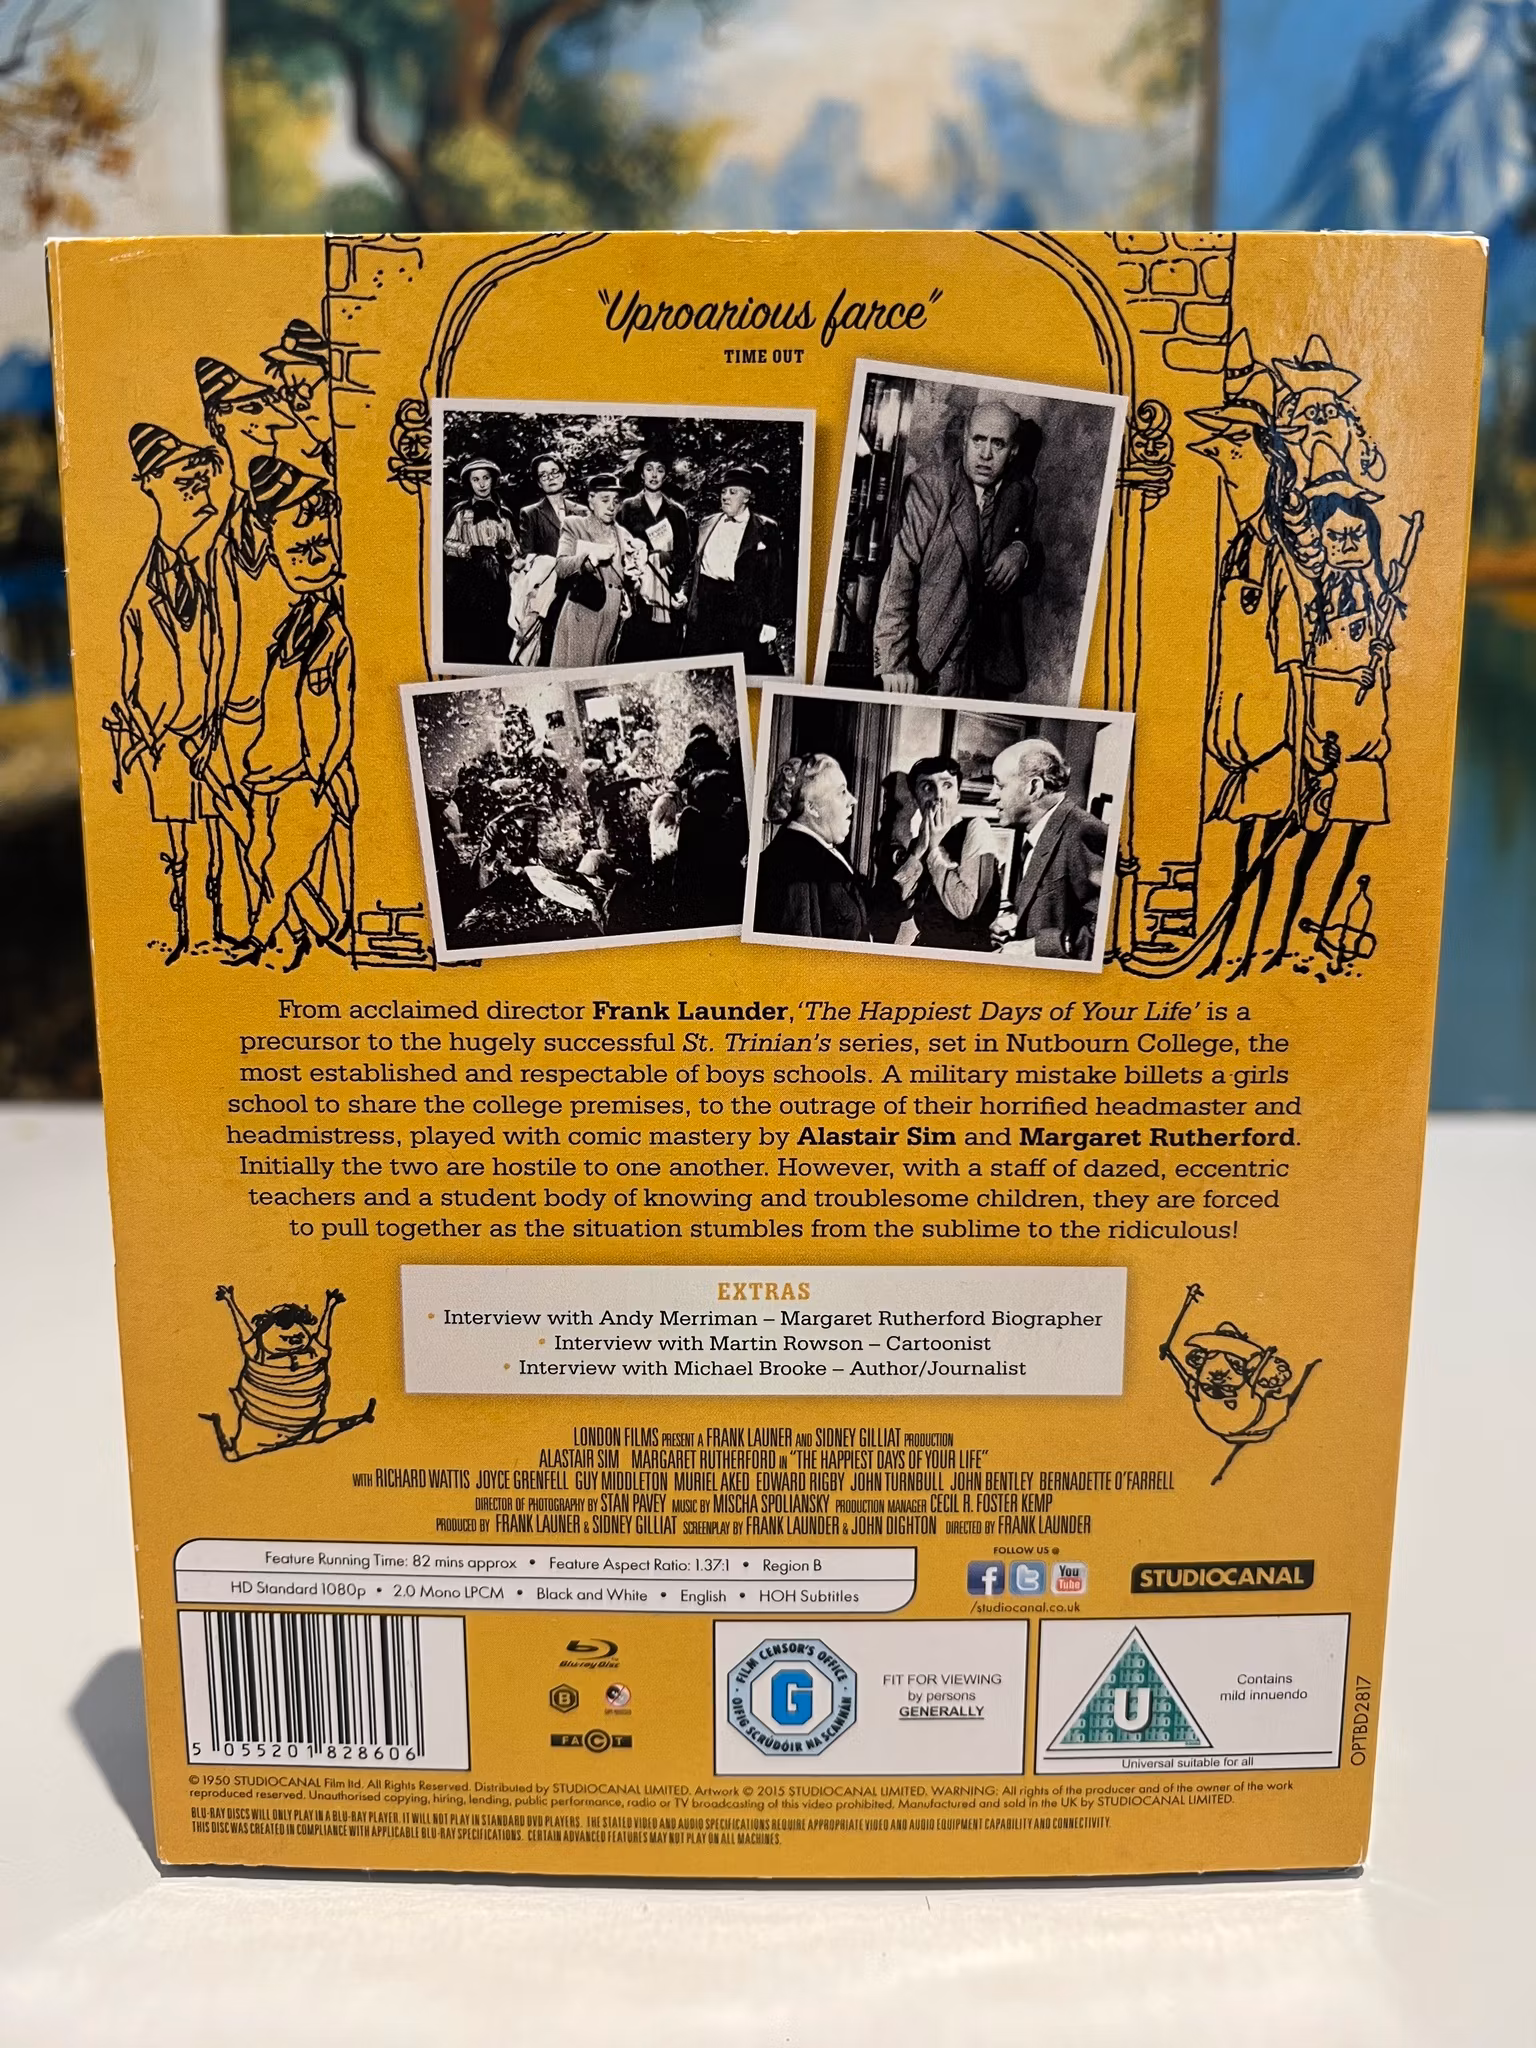 "Uproarious farce"
TIME OUT
From acclaimed director Frank Launder, 'The Happiest Days of Your Life' is a
precursor to the hugely successful St. Trinian's series, set in Nutbourn College, the
most established and respectable of boys schools. A military mistake billets a girls
school to share the college premises, to the outrage of their horrified headmaster and
headmistress, played with comic mastery by Alastair Sim and Margaret Rutherford.
Initially the two are hostile to one another. However, with a staff of dazed, eccentric
teachers and a student body of knowing and troublesome children, they are forced
to pull together as the situation stumbles from the sublime to the ridiculous!
EXTRAS
• Interview with Andy Merriman – Margaret Rutherford Biographer
• Interview with Martin Rowson – Cartoonist
• Interview with Michael Brooke – Author/Journalist
LONDON FILMS PRESENT A FRANK LAUNER AND SIDNEY GILLIAT PRODUCTION
ALASTAIR SIM MARGARET RUTHERFORD IN "THE HAPPIEST DAYS OF YOUR LIFE"
WITH RICHARD WATTIS JOYCE GRENFELL GUY MIDDLETON MURIEL AKED EDWARD RIGBY JOHN TURNBULL JOHN BENTLEY BERNADETTE O'FARRELL
DIRECTOR OF PHOTOGRAPHY BY STAN PAVEY MUSIC BY MISCHA SPOLIANSKY PRODUCTION MANAGER CECIL R. FOSTER KEMP
PRODUCED BY FRANK LAUNER & SIDNEY GILLIAT SCREENPLAY BY FRANK LAUNDER & JOHN DIGHTON DIRECTED BY FRANK LAUNDER
Feature Running Time: 82 mins approx • Feature Aspect Ratio: 1.37:1 • Region B
HD Standard 1080p • 2.0 Mono LPCM • Black and White • English • HOH Subtitles
FOLLOW US @
f t You Tube
/studiocanal.co.uk
STUDIOCANAL
5 055201 828606
Blu-ray Disc
B
FACT
FILM CENSOR'S OFFICE
OIFIG SCRÚDÓIR NA SCANNÁN
G
FIT FOR VIEWING
by persons
GENERALLY
U
Universal suitable for all
Contains
mild innuendo
OPTBD2817
© 1950 STUDIOCANAL Film ltd. All Rights Reserved. Distributed by STUDIOCANAL LIMITED. Artwork © 2015 STUDIOCANAL LIMITED. WARNING: All rights of the producer and of the owner of the work
reproduced reserved. Unauthorised copying, hiring, lending, public performance, radio or TV broadcasting of this video prohibited. Manufactured and sold in the UK by STUDIOCANAL LIMITED.
BLU-RAY DISCS WILL ONLY PLAY IN A BLU-RAY PLAYER. IT WILL NOT PLAY IN STANDARD DVD PLAYERS. THE STATED VIDEO AND AUDIO SPECIFICATIONS REQUIRE APPROPRIATE VIDEO AND AUDIO EQUIPMENT CAPABILITY AND CONNECTIVITY.
THIS DISC WAS CREATED IN COMPLIANCE WITH APPLICABLE BLU-RAY SPECIFICATIONS. CERTAIN ADVANCED FEATURES MAY NOT PLAY ON ALL MACHINES.